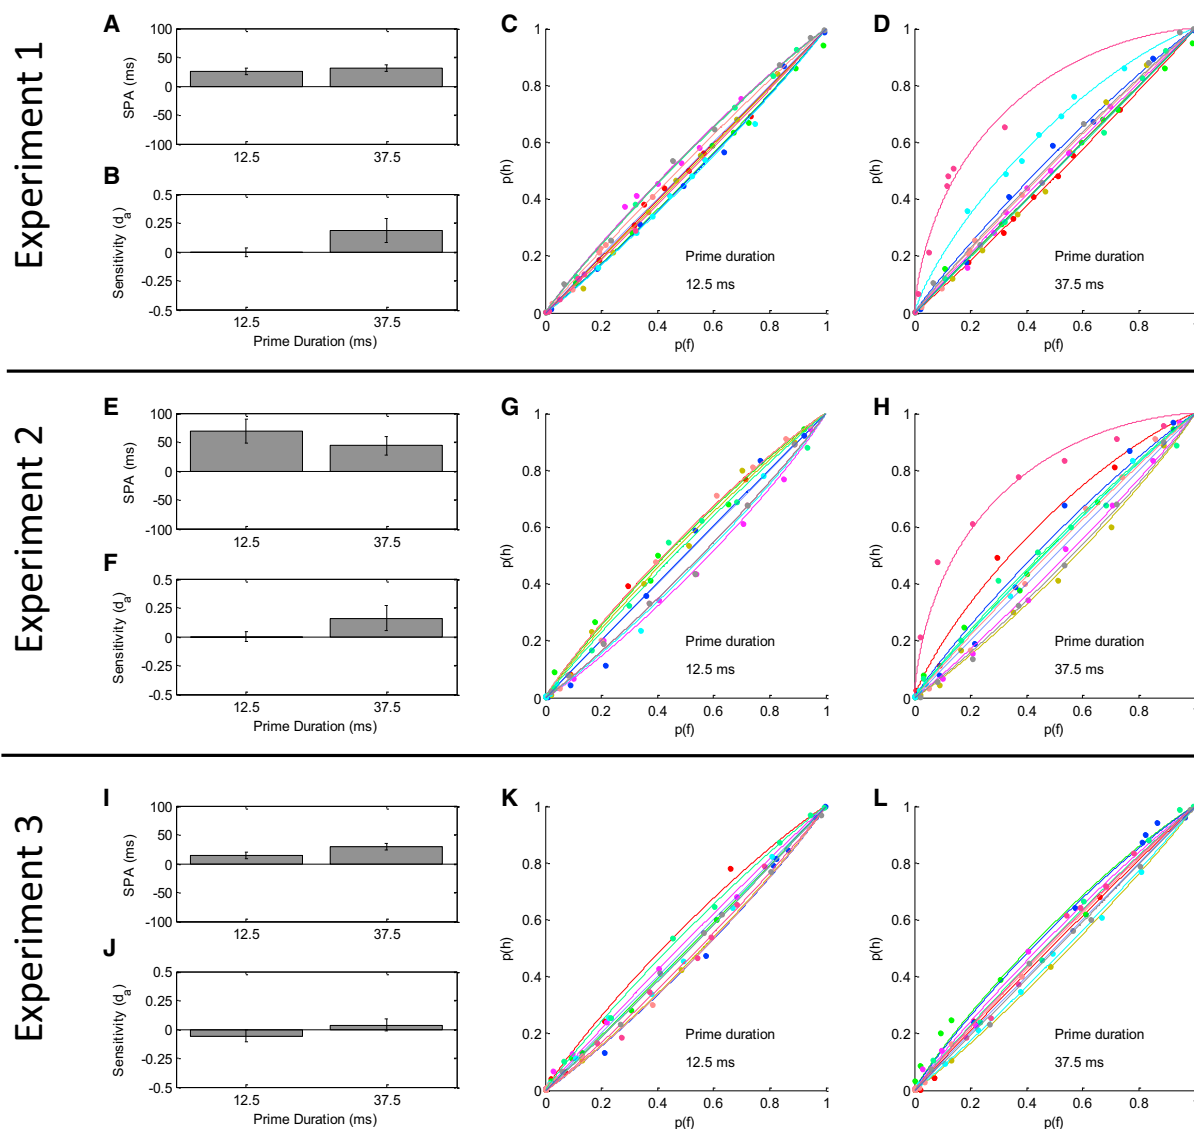 Experiment 1
A
100
50
0
-50
-100
SPA (ms)
12.5
37.5
B
0.5
0.25
0
-0.25
-0.5
Sensitivity (da)
12.5
37.5
Prime Duration (ms)
C
1
0.8
0.6
0.4
0.2
0
p(h)
Prime duration
12.5 ms
0 0.2 0.4 0.6 0.8 1
p(f)
D
1
0.8
0.6
0.4
0.2
0
p(h)
Prime duration
37.5 ms
0 0.2 0.4 0.6 0.8 1
p(f)
Experiment 2
E
100
50
0
-50
-100
SPA (ms)
12.5
37.5
F
0.5
0.25
0
-0.25
-0.5
Sensitivity (da)
12.5
37.5
Prime Duration (ms)
G
1
0.8
0.6
0.4
0.2
0
p(h)
Prime duration
12.5 ms
0 0.2 0.4 0.6 0.8 1
p(f)
H
1
0.8
0.6
0.4
0.2
0
p(h)
Prime duration
37.5 ms
0 0.2 0.4 0.6 0.8 1
p(f)
Experiment 3
I
100
50
0
-50
-100
SPA (ms)
12.5
37.5
J
0.5
0.25
0
-0.25
-0.5
Sensitivity (da)
12.5
37.5
Prime Duration (ms)
K
1
0.8
0.6
0.4
0.2
0
p(h)
Prime duration
12.5 ms
0 0.2 0.4 0.6 0.8 1
p(f)
L
1
0.8
0.6
0.4
0.2
0
p(h)
Prime duration
37.5 ms
0 0.2 0.4 0.6 0.8 1
p(f)